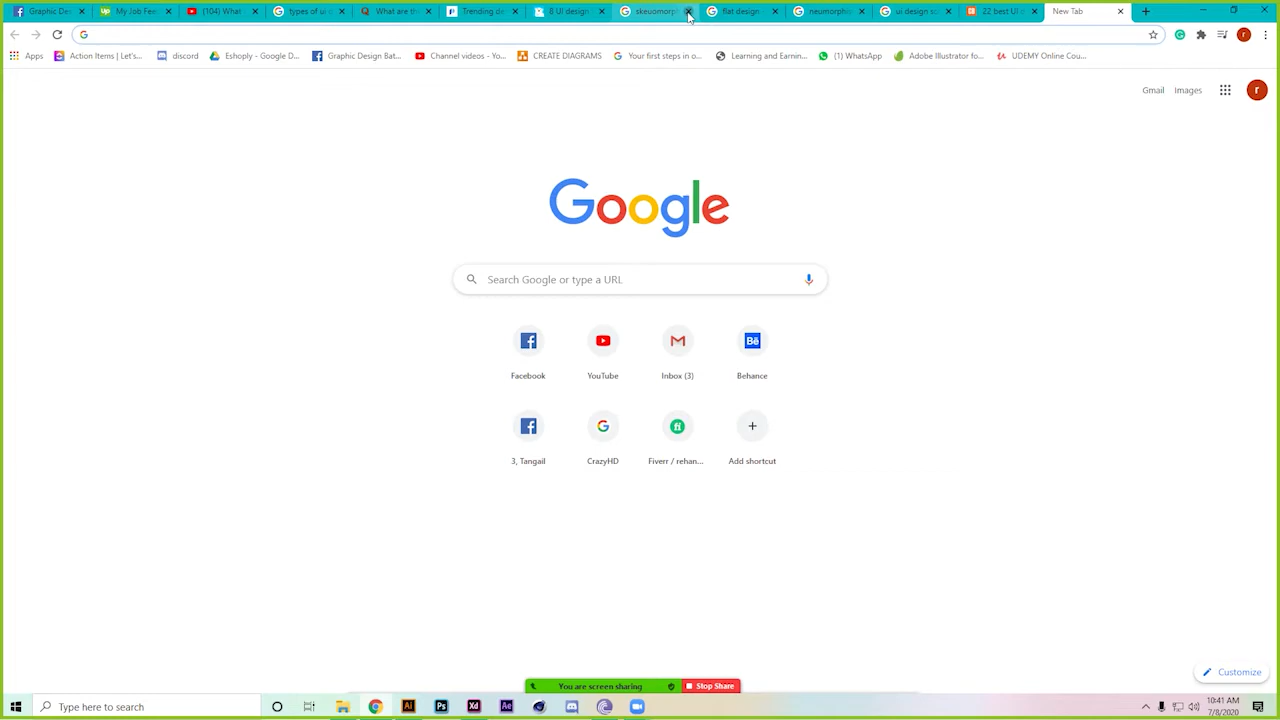 Graphic De
My Job Fee
(104) What
types of ui d
What are th
Trending de
8 UI design
skeuomorph
flat design
neumorphis
ui design so
22 best UI d
New Tab
Apps
Action Items | Let's...
discord
Eshoply - Google D...
Graphic Design Bat...
Channel videos - Yo...
CREATE DIAGRAMS
Your first steps in o...
Learning and Earnin...
(1) WhatsApp
Adobe Illustrator fo...
UDEMY Online Cou...
Gmail
Images
r
Google
Search Google or type a URL
Facebook
YouTube
Inbox (3)
Behance
3, Tangail
CrazyHD
Fiverr / rehan...
Add shortcut
Customize
You are screen sharing
Stop Share
Type here to search
10:41 AM
7/8/2020